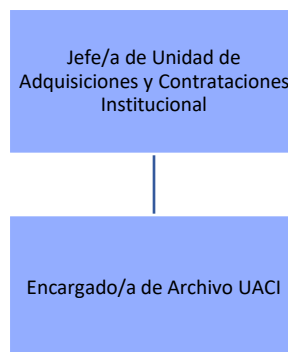 Jefe/a de Unidad de
Adquisiciones y Contrataciones
Institucional
Encargado/a de Archivo UACI